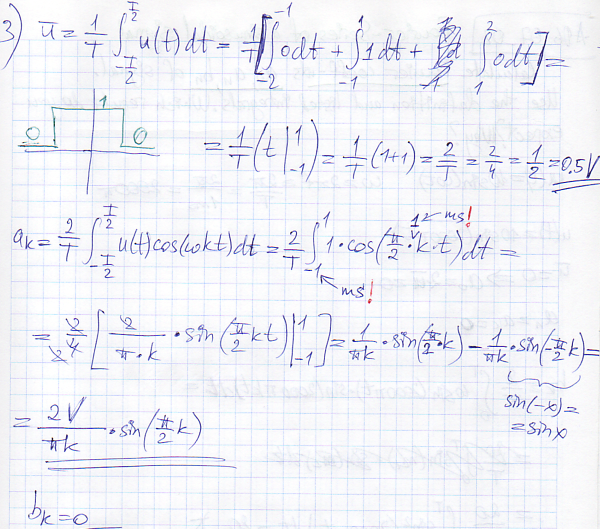 3) ū = 1/T ∫_{-T/2}^{T/2} u(t) dt = 1/T [∫_{-2}^{-1} 0dt + ∫_{-1}^{1} 1dt + ∫_{1}^{2} 0dt] =
0 1 0
= 1/T (t |_{-1}^{1}) = 1/T (1+1) = 2/T = 2/4 = 1/2 = 0.5V
a_k = 2/T ∫_{-T/2}^{T/2} u(t) cos(ω₀kt) dt = 2/T ∫_{-1}^{1} 1·cos(π/2 · k·t) dt =
1V ms!
ms!
= 2/4 [2/(π·k) · sin(π/2 kt) |_{-1}^{1}] = 1/(πk) · sin(π/2·k) - 1/(πk) · sin(-π/2 k) =
sin(-x) =
= sinx
= 2V/(πk) · sin(π/2 k)
b_k = 0